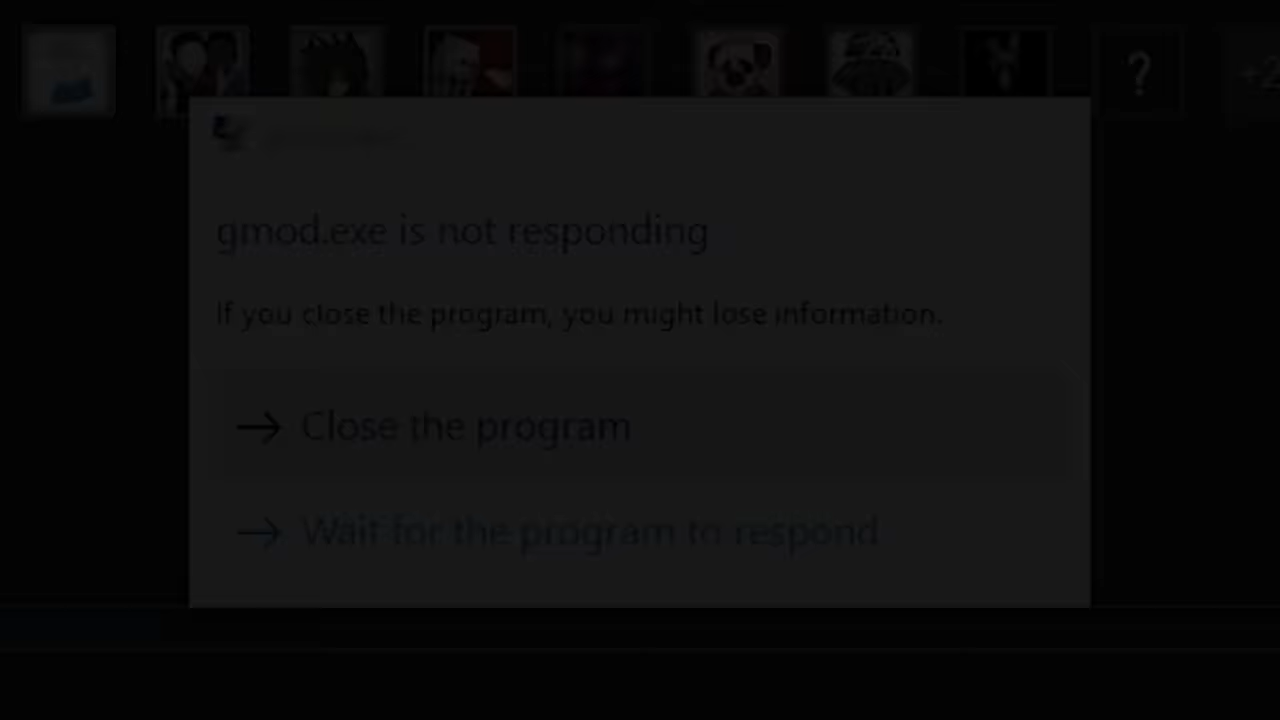 ?
+2
gmod.exe is not responding
If you close the program, you might lose information.
→ Close the program
→ Wait for the program to respond